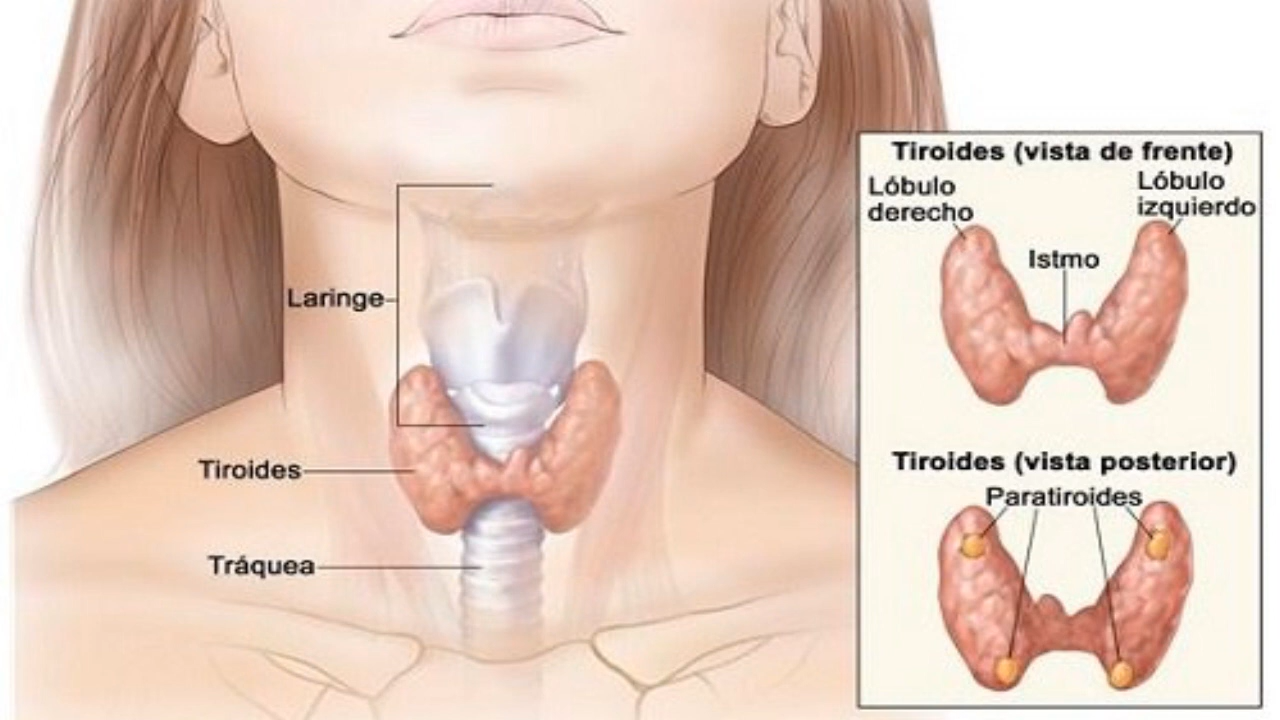 Laringe
Tiroides
Tráquea
Tiroides (vista de frente)
Lóbulo
derecho
Lóbulo
izquierdo
Istmo
Tiroides (vista posterior)
Paratiroides